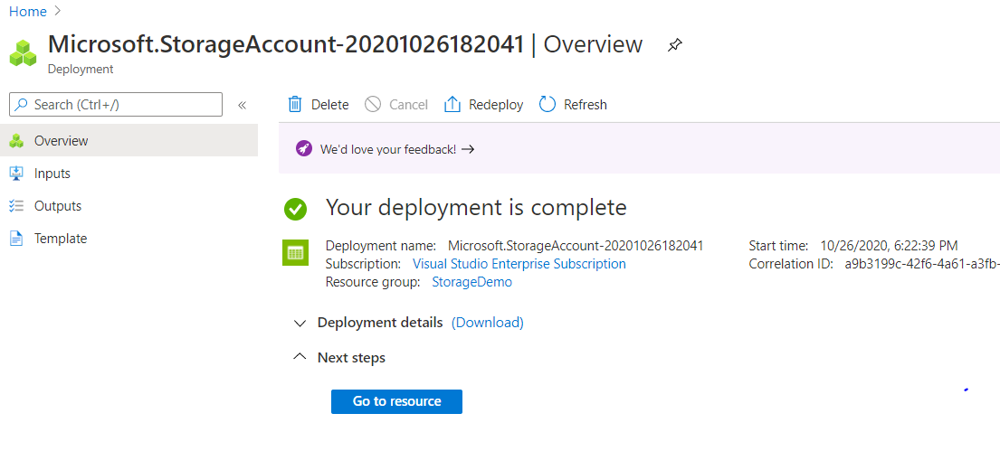 Home >
Microsoft.StorageAccount-20201026182041 | Overview
Deployment
Search (Ctrl+/)
«
Delete Cancel Redeploy Refresh
Overview
We'd love your feedback! →
Inputs
Outputs
Template
Your deployment is complete
Deployment name: Microsoft.StorageAccount-20201026182041 Start time: 10/26/2020, 6:22:39 PM
Subscription: Visual Studio Enterprise Subscription Correlation ID: a9b3199c-42f6-4a61-a3fb-
Resource group: StorageDemo
Deployment details (Download)
Next steps
Go to resource